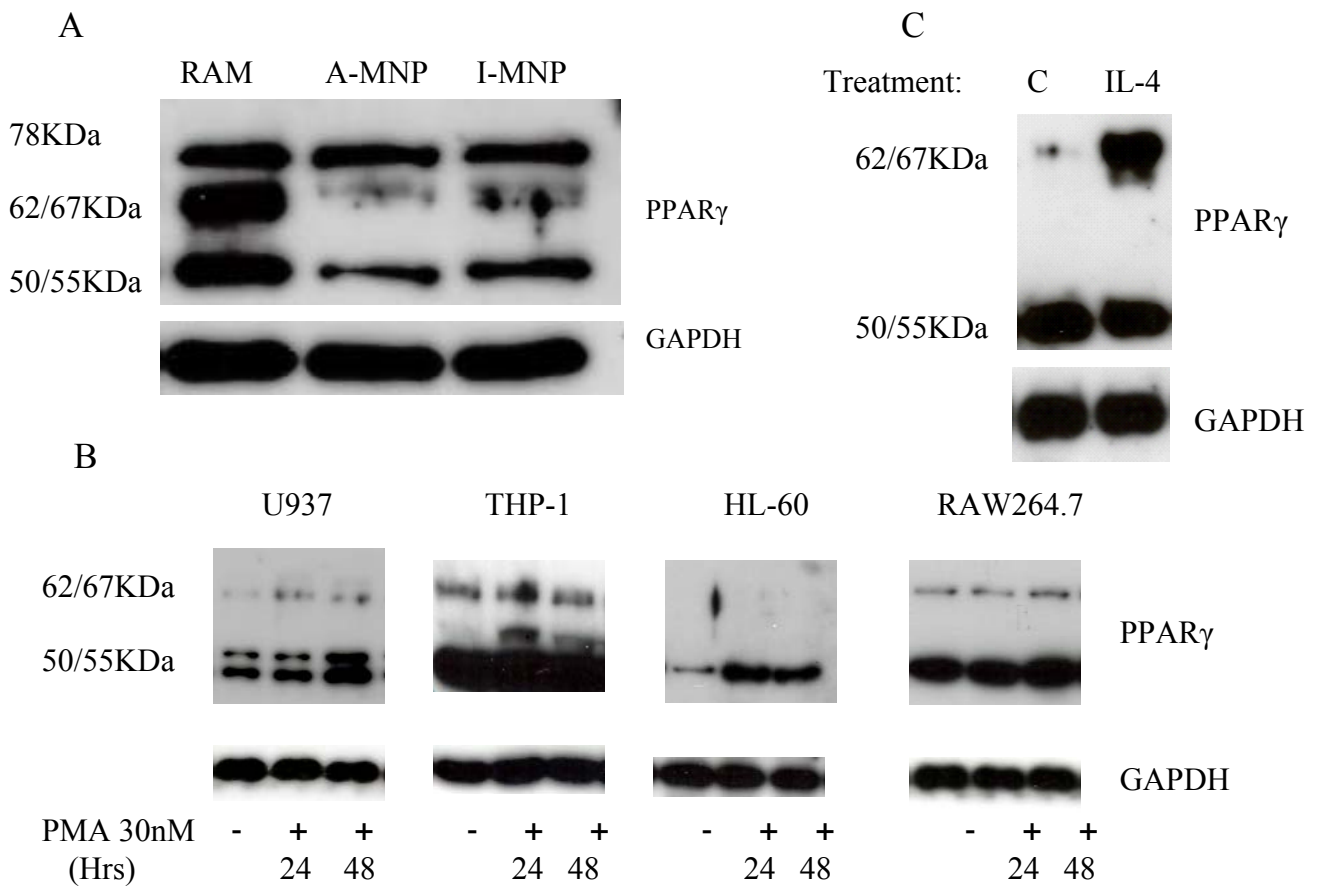 A
RAM A-MNP I-MNP
78KDa
62/67KDa
50/55KDa
PPARγ
GAPDH
C
Treatment: C IL-4
62/67KDa
50/55KDa
PPARγ
GAPDH
B
U937 THP-1 HL-60 RAW264.7
62/67KDa
50/55KDa
PPARγ
GAPDH
PMA 30nM - + + - + + - + + - + +
(Hrs) 24 48 24 48 24 48 24 48